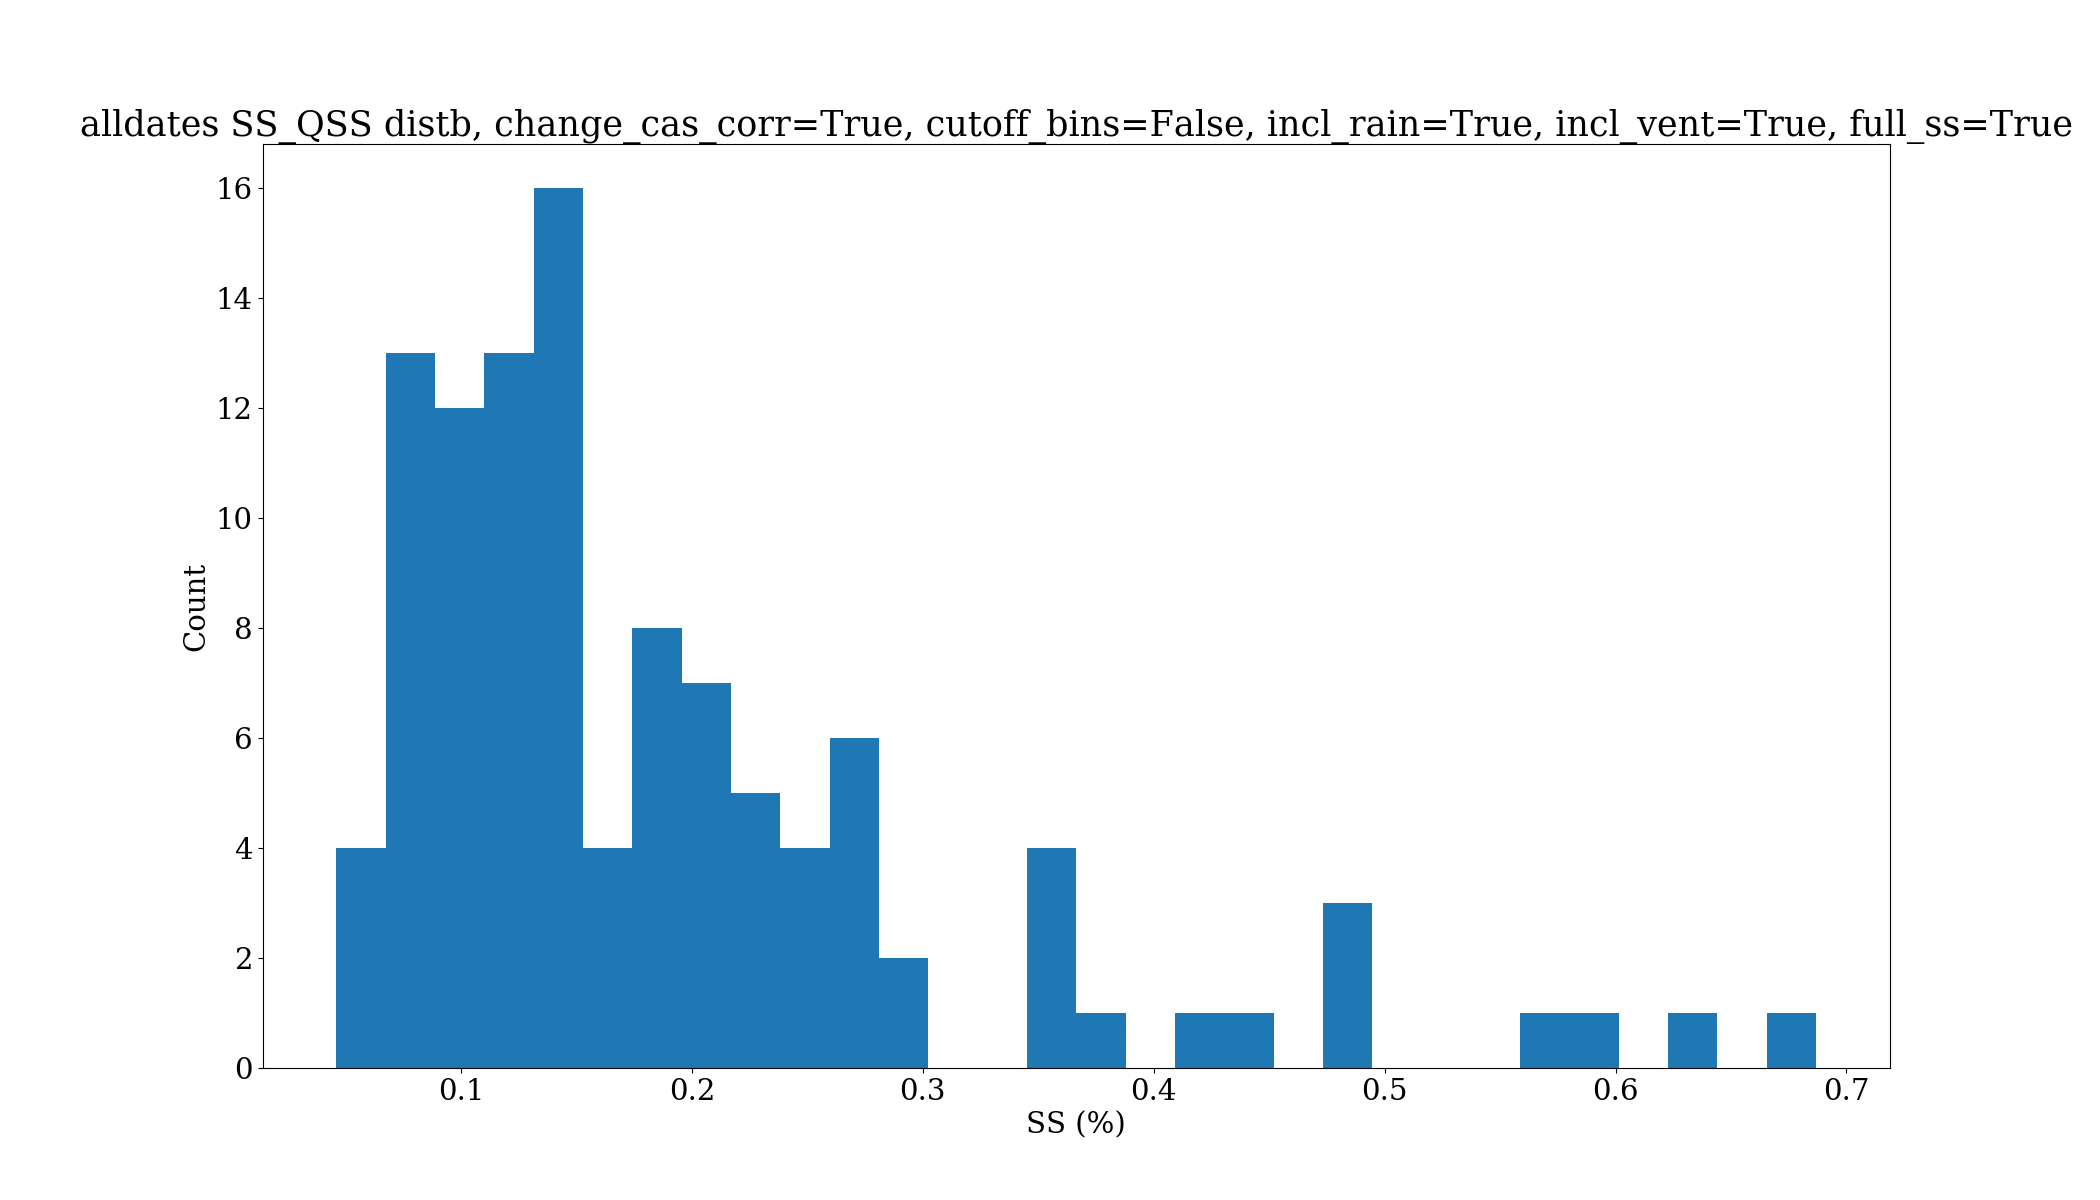 alldates SS_QSS distb, change_cas_corr=True, cutoff_bins=False, incl_rain=True, incl_vent=True, full_ss=True
16
14
12
10
8
6
4
2
0
Count
0.1 0.2 0.3 0.4 0.5 0.6 0.7
SS (%)